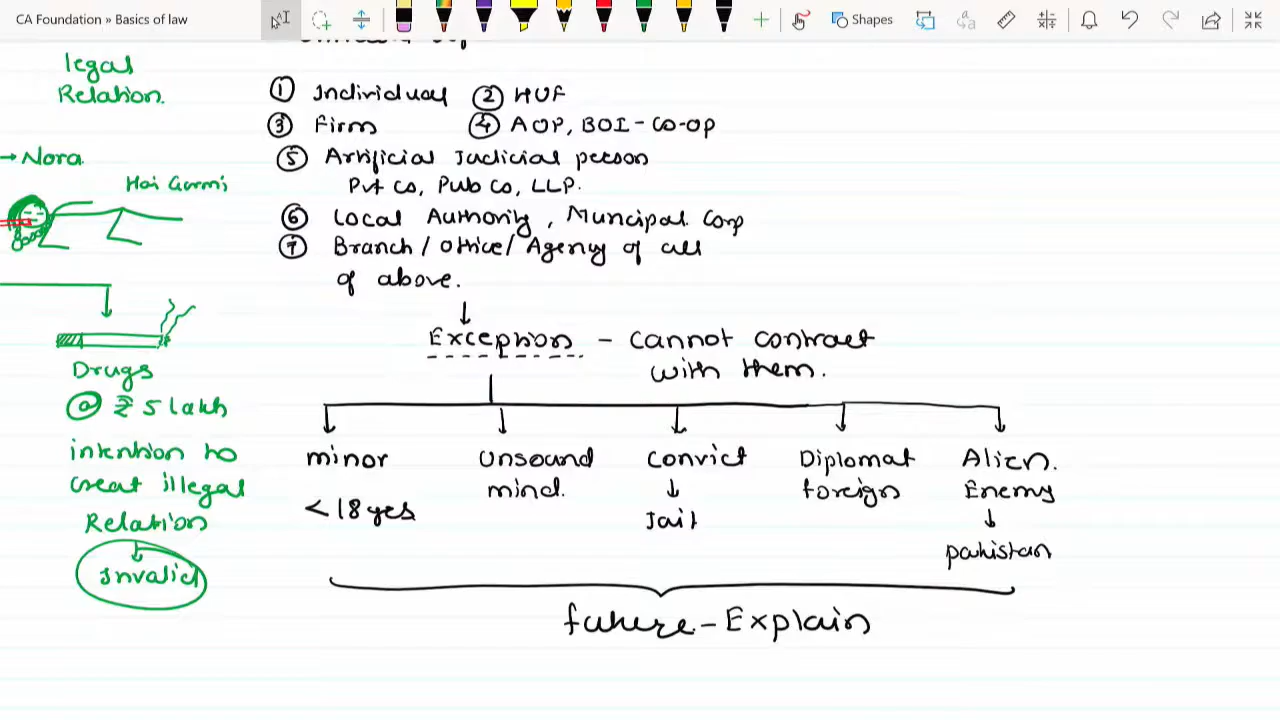 CA Foundation » Basics of law
Shapes
legal
Relation.
① Individual ② HUF
③ Firm ④ AOP, BOI - Co-op
⑤ Artificial Judicial person
Pvt Co, Pub Co, LLP.
⑥ Local Authority, Muncipal Corp
⑦ Branch / Office / Agency of all
of above.
→ Nora
Hai Garmi
Drugs
@ ₹ 5 lakh
intention to
creat illegal
Relation
Invalid
Exception - cannot contract
with them.
minor
< 18 yes
Unsound
mind.
Convict
Jail
Diplomat
foreign
Alien.
Enemy
pakistan
future - Explain